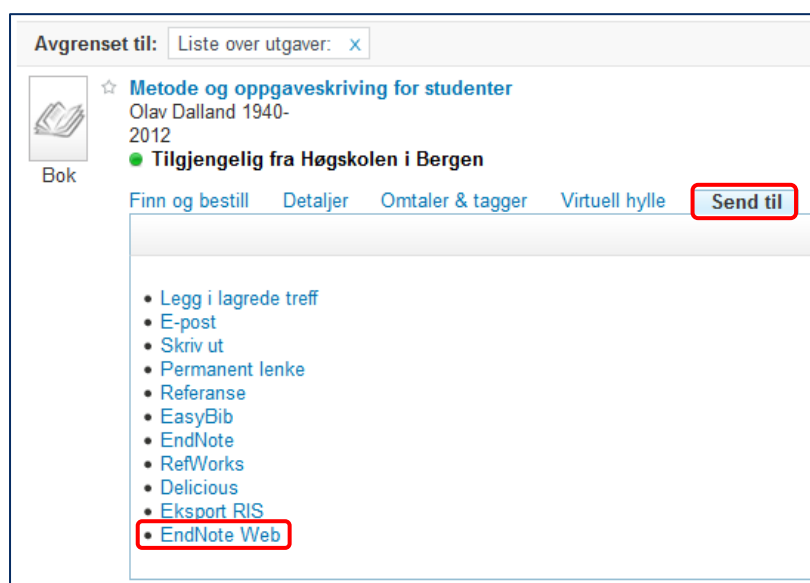 Avgrenset til: Liste over utgaver: x
Metode og oppgaveskriving for studenter
Olav Dalland 1940-
2012
Tilgjengelig fra Høgskolen i Bergen
Bok
Finn og bestill Detaljer Omtaler & tagger Virtuell hylle Send til
• Legg i lagrede treff
• E-post
• Skriv ut
• Permanent lenke
• Referanse
• EasyBib
• EndNote
• RefWorks
• Delicious
• Eksport RIS
• EndNote Web